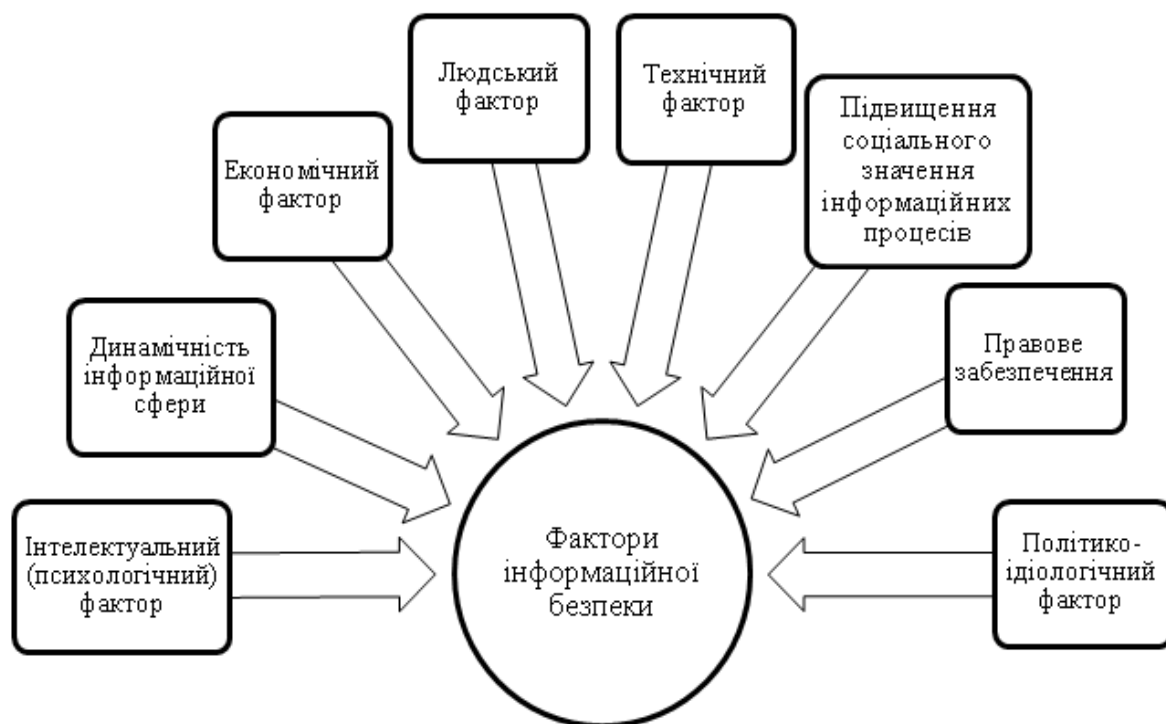 Людський
фактор
Технічний
фактор
Підвищення
соціального
значення
інформаційних
процесів
Економічний
фактор
Правове
забезпечення
Динамічність
інформаційної
сфери
Інтелектуальний
(психологічний)
фактор
Фактори
інформаційної
безпеки
Політико-
ідіологічний
фактор